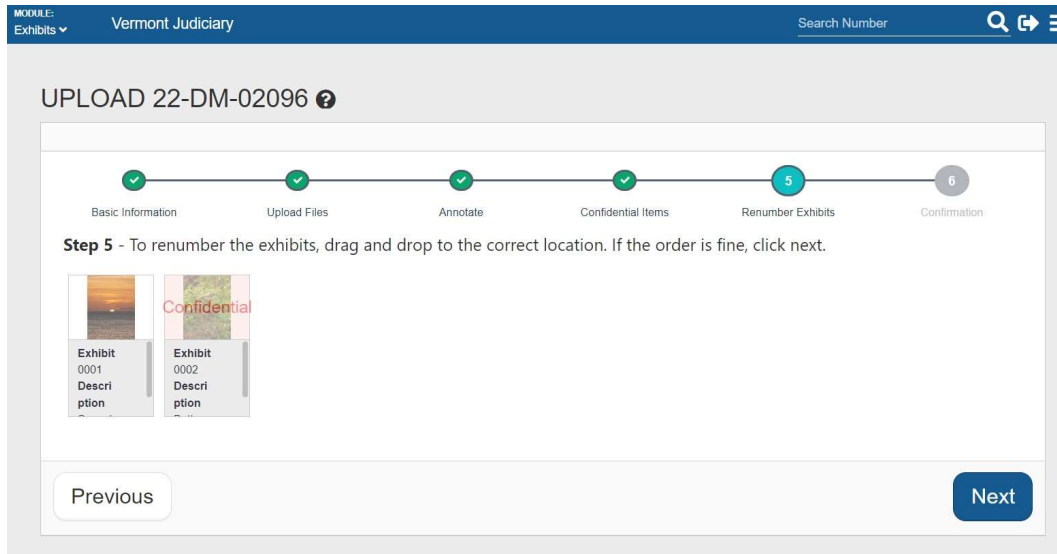 MODULE:
Exhibits
Vermont Judiciary
Search Number
UPLOAD 22-DM-02096
5
6
Basic Information
Upload Files
Annotate
Confidential Items
Renumber Exhibits
Confirmation
Step 5 - To renumber the exhibits, drag and drop to the correct location. If the order is fine, click next.
Confidential
Exhibit
0001
Descri
ption
Exhibit
0002
Descri
ption
Previous
Next